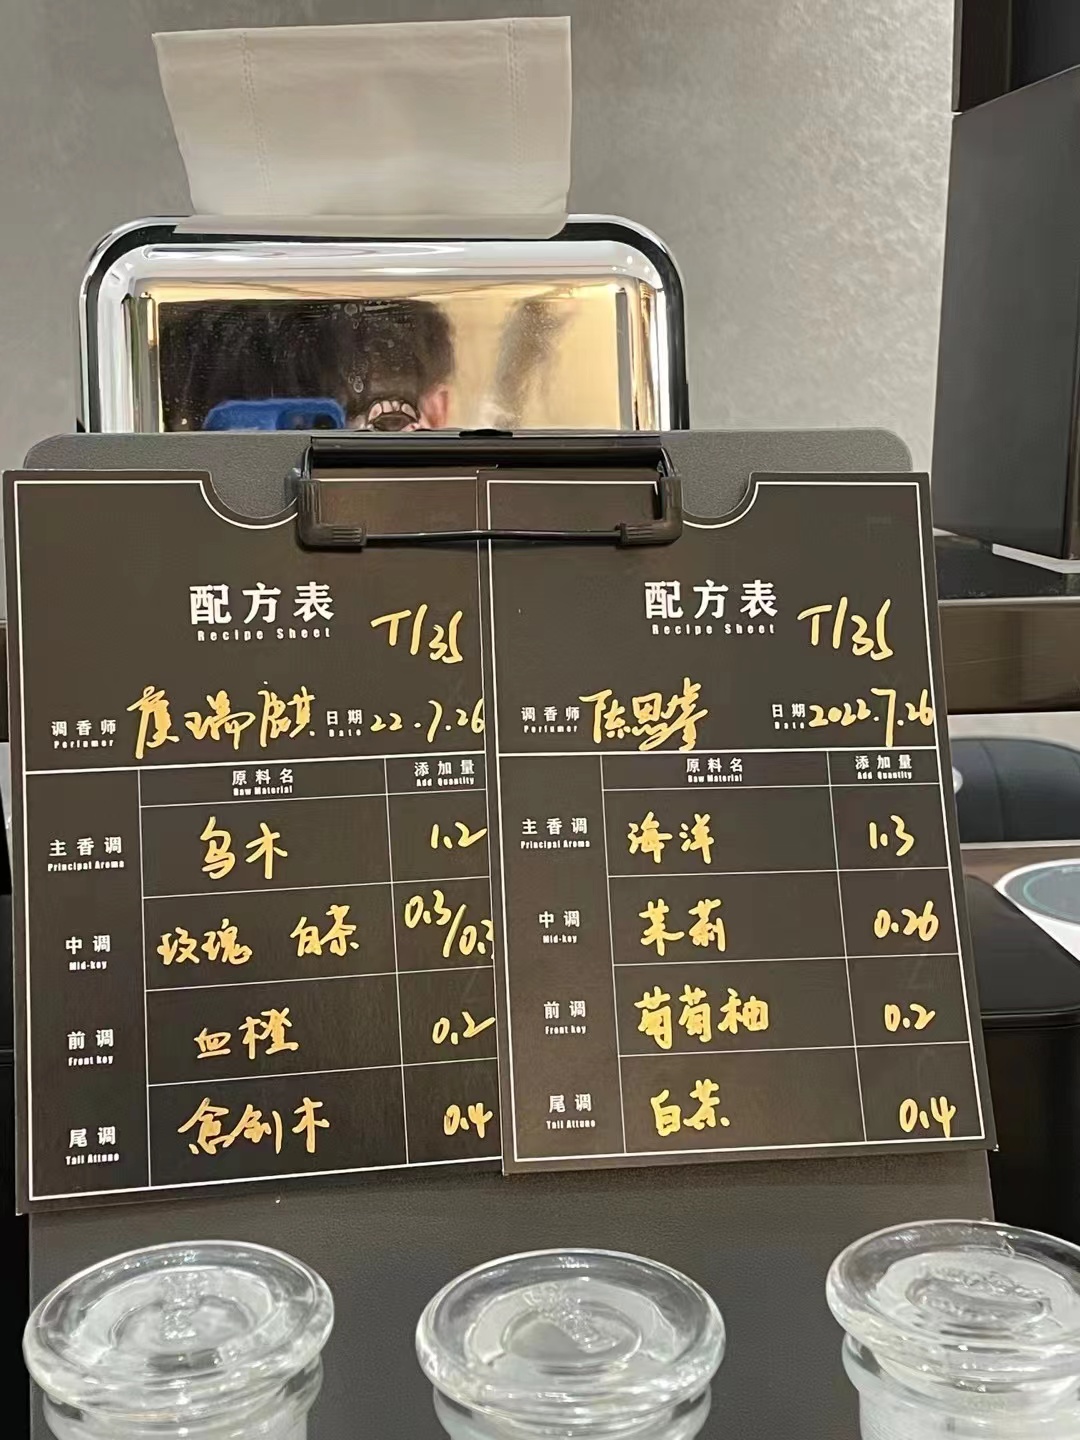 配方表
Recipe Sheet
T/35
调香师 瑞麒 日期 22.7.26
Perfumer Date
原料名 添加量
Raw Material Add Quantity
主香调 乌木 1.2
Principal Aroma
中调 玫瑰 白茶 0.3/0.3
Mid-key
前调 血橙 0.2
Front key
尾调 木 0.4
Tail Attune
配方表
Recipe Sheet
T/35
调香师 陈思 日期 2022.7.26
Perfumer Date
原料名 添加量
Raw Material Add Quantity
主香调 海洋 1.3
Principal Aroma
中调 茉莉 0.26
Mid-key
前调 葡萄柚 0.2
Front key
尾调 白茶 0.4
Tail Attune